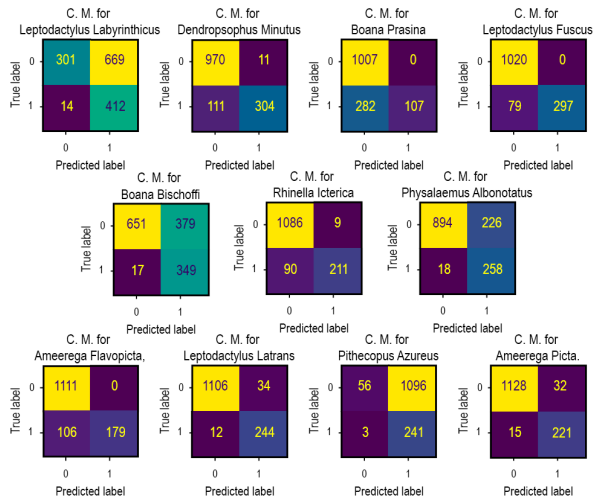 C. M. for
Leptodactylus Labyrinthicus
True label
0
301
669
1
14
412
0
1
Predicted label
C. M. for
Dendropsophus Minutus
True label
0
970
11
1
111
304
0
1
Predicted label
C. M. for
Boana Prasina
True label
0
1007
0
1
282
107
0
1
Predicted label
C. M. for
Leptodactylus Fuscus
True label
0
1020
0
1
79
297
0
1
Predicted label
C. M. for
Boana Bischoffi
True label
0
651
379
1
17
349
0
1
Predicted label
C. M. for
Rhinella Icterica
True label
0
1086
9
1
90
211
0
1
Predicted label
C. M. for
Physalaemus Albonotatus
True label
0
894
226
1
18
258
0
1
Predicted label
C. M. for
Ameerega Flavopicta,
True label
0
1111
0
1
106
179
0
1
Predicted label
C. M. for
Leptodactylus Latrans
True label
0
1106
34
1
12
244
0
1
Predicted label
C. M. for
Pithecopus Azureus
True label
0
56
1096
1
3
241
0
1
Predicted label
C. M. for
Ameerega Picta.
True label
0
1128
32
1
15
221
0
1
Predicted label